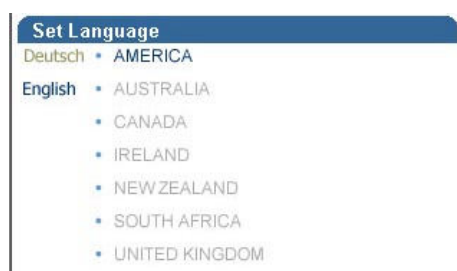 Set Language
Deutsch • AMERICA
English • AUSTRALIA
• CANADA
• IRELAND
• NEW ZEALAND
• SOUTH AFRICA
• UNITED KINGDOM